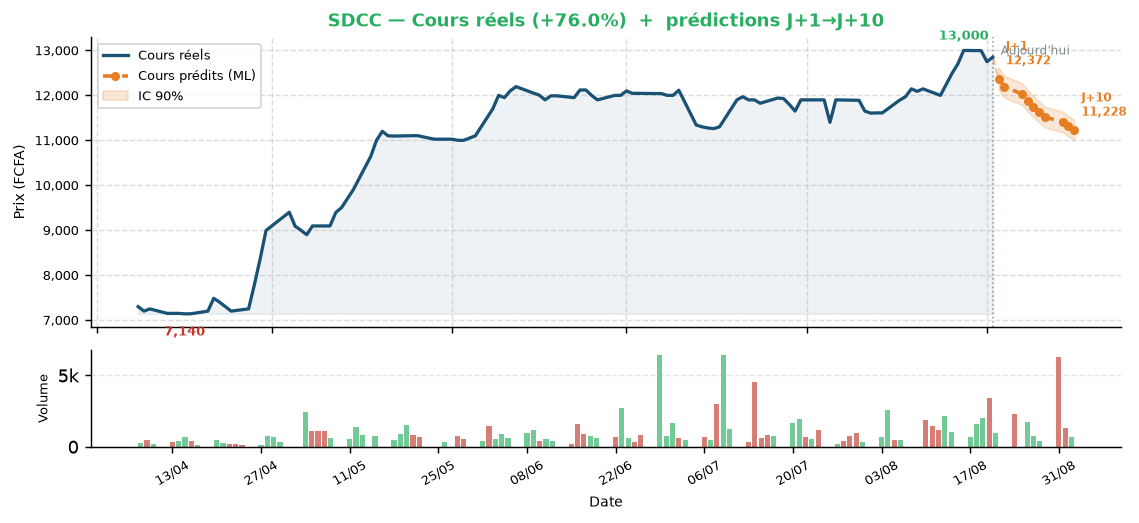 SDCC — Cours réels (+76.0%)  +  prédictions J+1→J+10
Cours réels
Cours prédits (ML)
IC 90%
13,000
Aujourd'hui
J+1
12,372
J+10
11,228
7,140
Prix (FCFA)
13,000
12,000
11,000
10,000
9,000
8,000
7,000
Volume
5k
0
13/04
27/04
11/05
25/05
08/06
22/06
06/07
20/07
03/08
17/08
31/08
Date